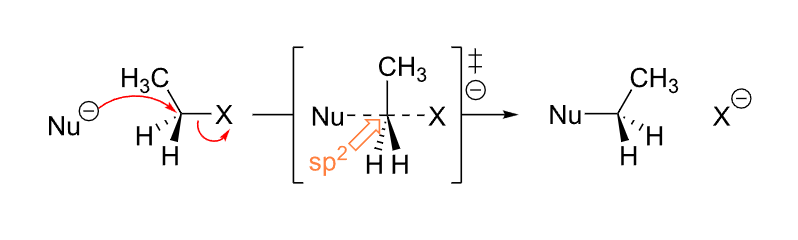 Nu⊖ H₃C X H H
Nu CH₃ X H H sp² ‡ ⊖
Nu CH₃ H H X⊖